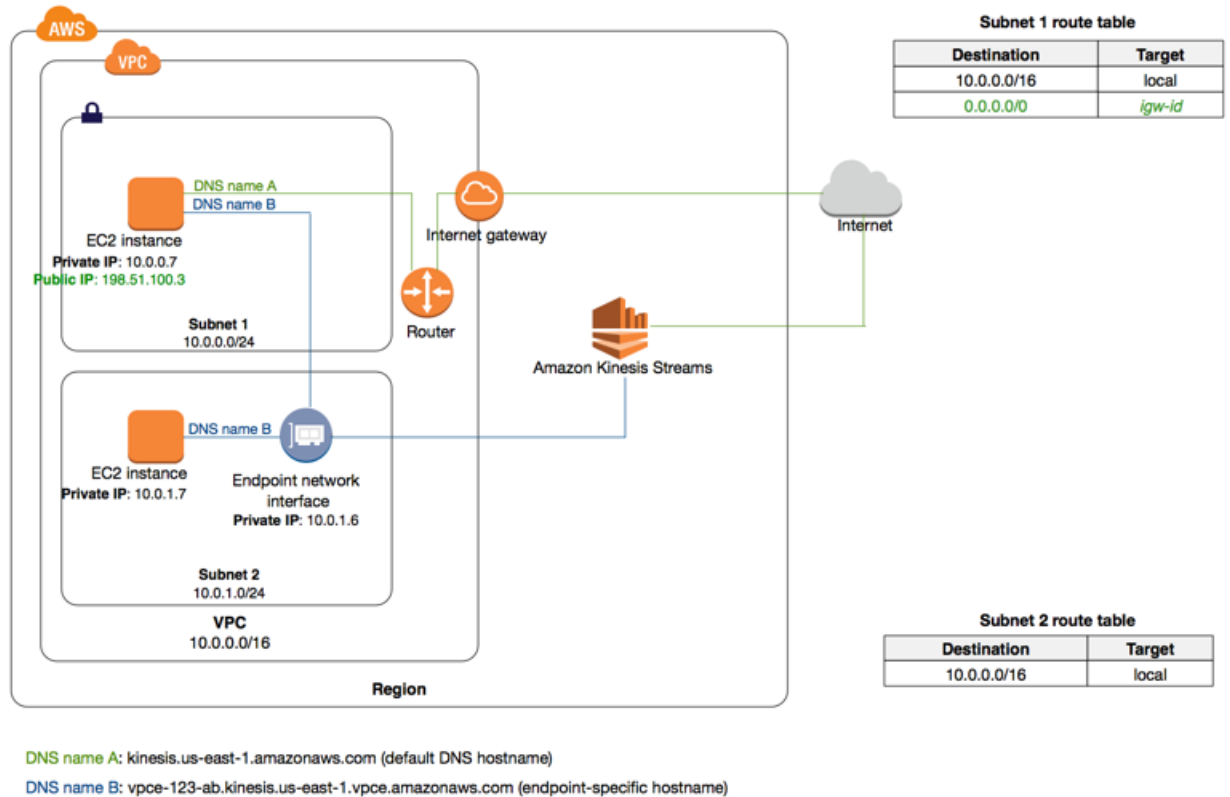 AWS
VPC
DNS name A
DNS name B
EC2 instance
Private IP: 10.0.0.7
Public IP: 198.51.100.3
Subnet 1
10.0.0.0/24
Internet gateway
Router
Internet
Amazon Kinesis Streams
DNS name B
EC2 instance
Private IP: 10.0.1.7
Endpoint network
interface
Private IP: 10.0.1.6
Subnet 2
10.0.1.0/24
VPC
10.0.0.0/16
Region
Subnet 1 route table
Destination Target
10.0.0.0/16 local
0.0.0.0/0 igw-id
Subnet 2 route table
Destination Target
10.0.0.0/16 local
DNS name A: kinesis.us-east-1.amazonaws.com (default DNS hostname)
DNS name B: vpce-123-ab.kinesis.us-east-1.vpce.amazonaws.com (endpoint-specific hostname)